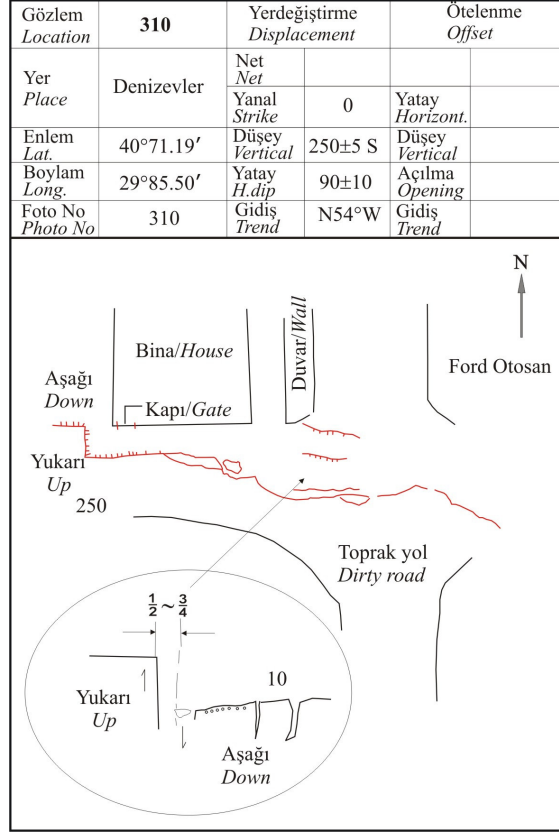 Gözlem
Location
310
Yerdeğiştirme
Displacement
Ötelenme
Offset
Yer
Place
Denizevler
Net
Net
Yanal
Strike
0
Yatay
Horizont.
Enlem
Lat.
40°71.19′
Düşey
Vertical
250±5 S
Düşey
Vertical
Boylam
Long.
29°85.50′
Yatay
H.dip
90±10
Açılma
Opening
Foto No
Photo No
310
Gidiş
Trend
N54°W
Gidiş
Trend
N
Bina/House
Duvar/Wall
Ford Otosan
Aşağı
Down
Kapı/Gate
Yukarı
Up
250
Toprak yol
Dirty road
1/2 ~ 3/4
10
Yukarı
Up
Aşağı
Down